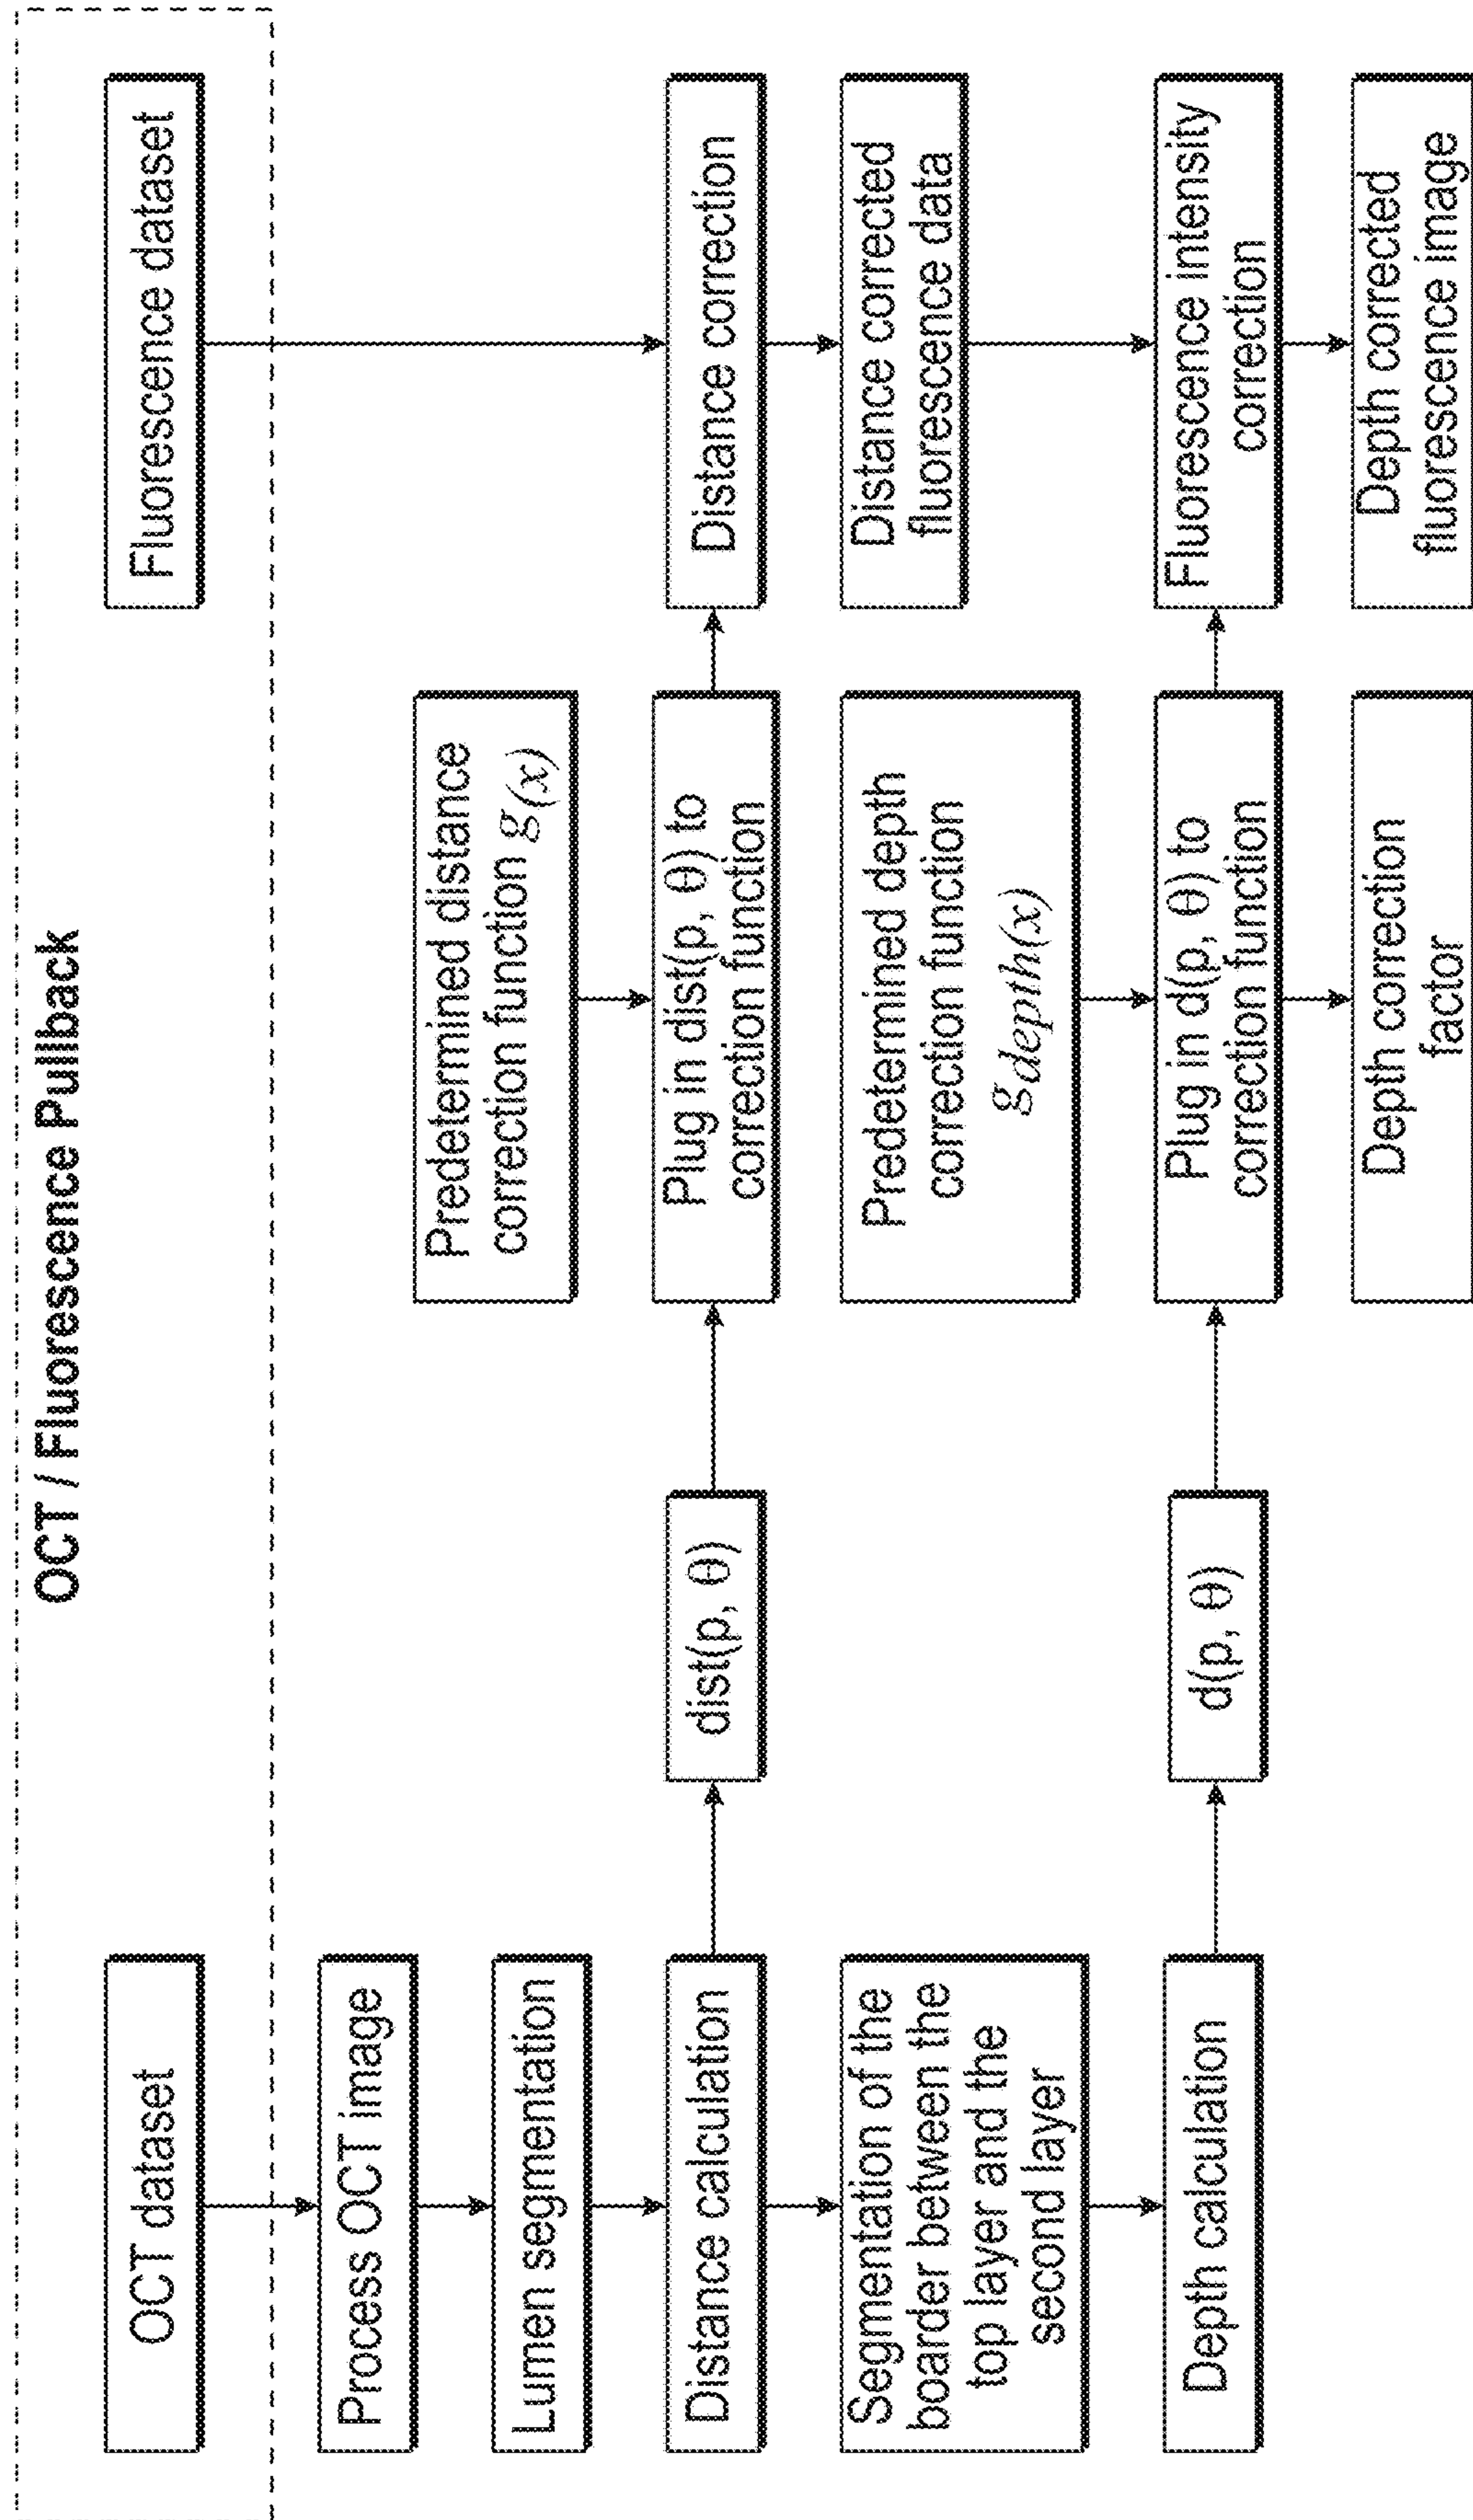 OCT / Fluorescence Pullback
OCT dataset
Fluorescence dataset
Process OCT image
Lumen segmentation
Predetermined distance
correction function g(x)
Distance calculation
dist(p, θ)
Plug in dist(p, θ) to
correction function
Distance correction
Segmentation of the
boarder between the
top layer and the
second layer
Predetermined depth
correction function
gdepth(x)
Distance corrected
fluorescence data
Depth calculation
d(p, θ)
Plug in d(p, θ) to
correction function
Fluorescence intensity
correction
Depth correction
factor
Depth corrected
fluorescence image